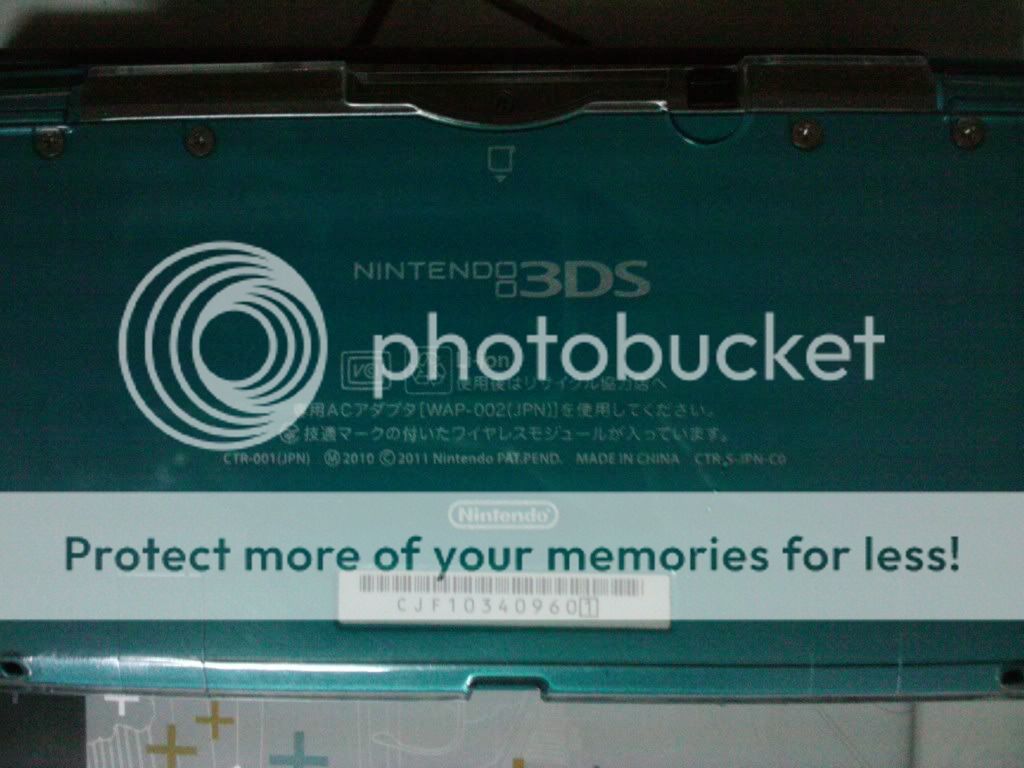 NINTENDO 3DS
photobucket
Li-ion
使用後はリサイクル協力店へ
専用ACアダプタ[WAP-002(JPN)]を使用してください。
技適マークの付いたワイヤレスモジュールが入っています。
CTR-001(JPN) Ⓜ2010 ©2011 Nintendo PAT.PEND. MADE IN CHINA CTR-S-JPN-C0
Nintendo
Protect more of your memories for less!
CJF103409601